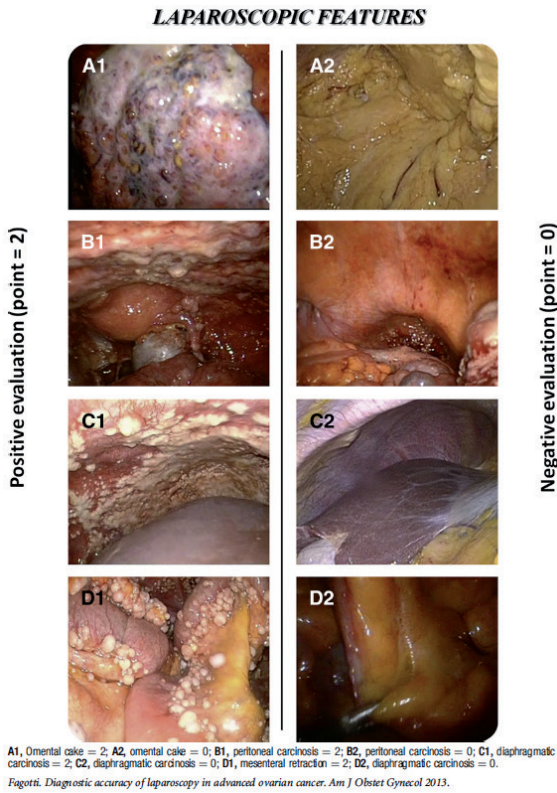 LAPAROSCOPIC FEATURES
A1
A2
B1
B2
C1
C2
D1
D2
Positive evaluation (point = 2)
Negative evaluation (point = 0)
A1, Omental cake = 2; A2, omental cake = 0; B1, peritoneal carcinosis = 2; B2, peritoneal carcinosis = 0; C1, diaphragmatic
carcinosis = 2; C2, diaphragmatic carcinosis = 0; D1, mesenteral retraction = 2; D2, diaphragmatic carcinosis = 0.
Fagotti. Diagnostic accuracy of laparoscopy in advanced ovarian cancer. Am J Obstet Gynecol 2013.